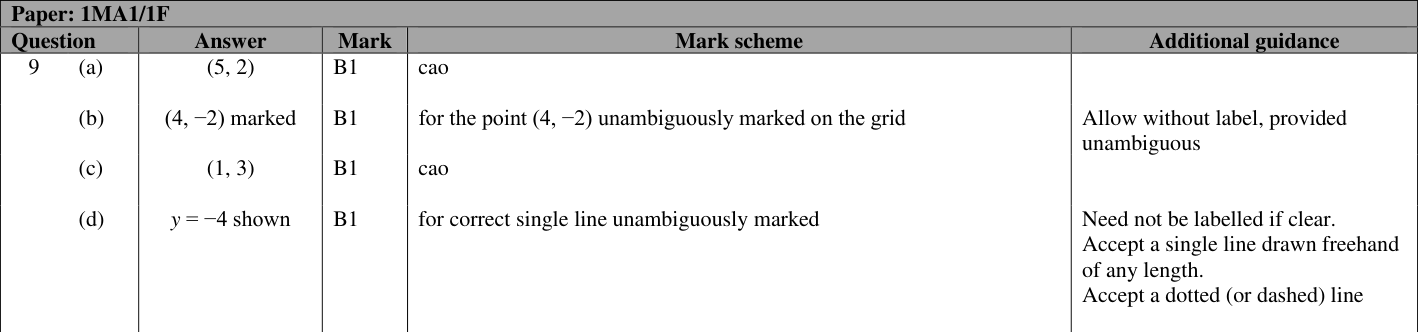 Paper: 1MA1/1F
Question Answer Mark Mark scheme Additional guidance
9 (a) (5, 2) B1 cao
(b) (4, −2) marked B1 for the point (4, −2) unambiguously marked on the grid Allow without label, provided
unambiguous
(c) (1, 3) B1 cao
(d) y = −4 shown B1 for correct single line unambiguously marked Need not be labelled if clear.
Accept a single line drawn freehand
of any length.
Accept a dotted (or dashed) line